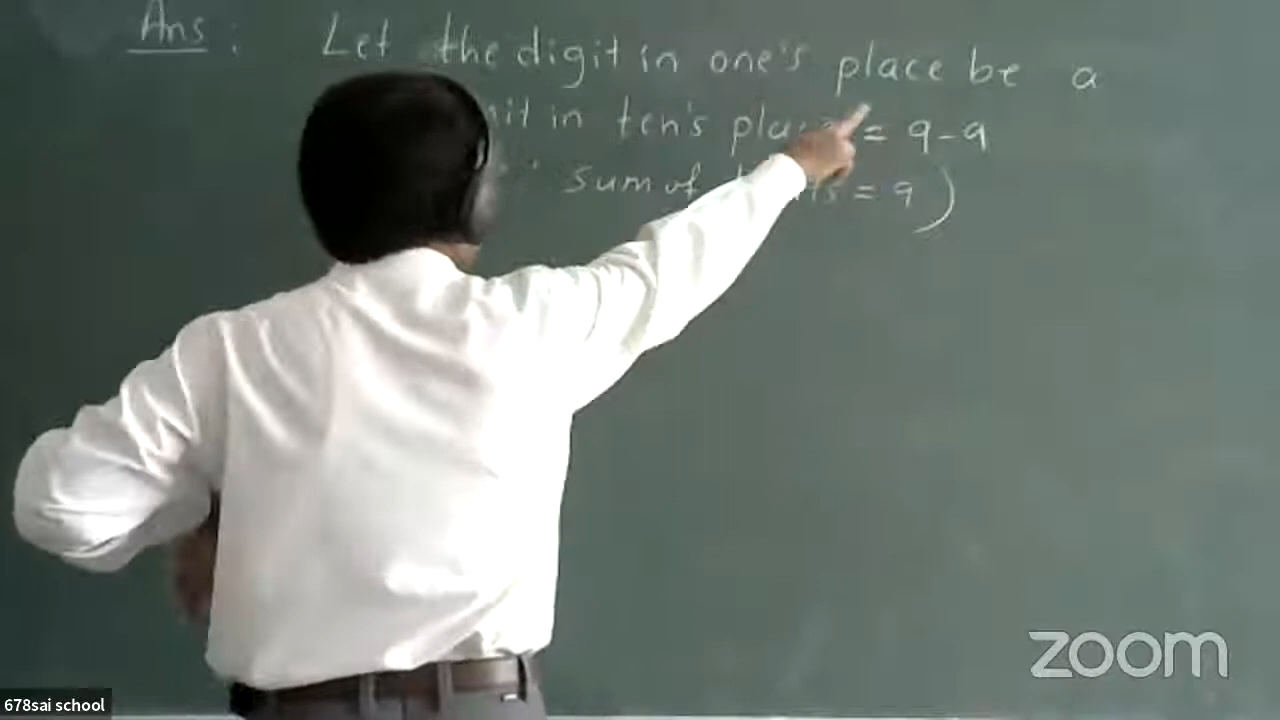 Ans : Let the digit in one's place be a
in ten's = 9-a
∵ sum of = 9 )
zoom
678sai school